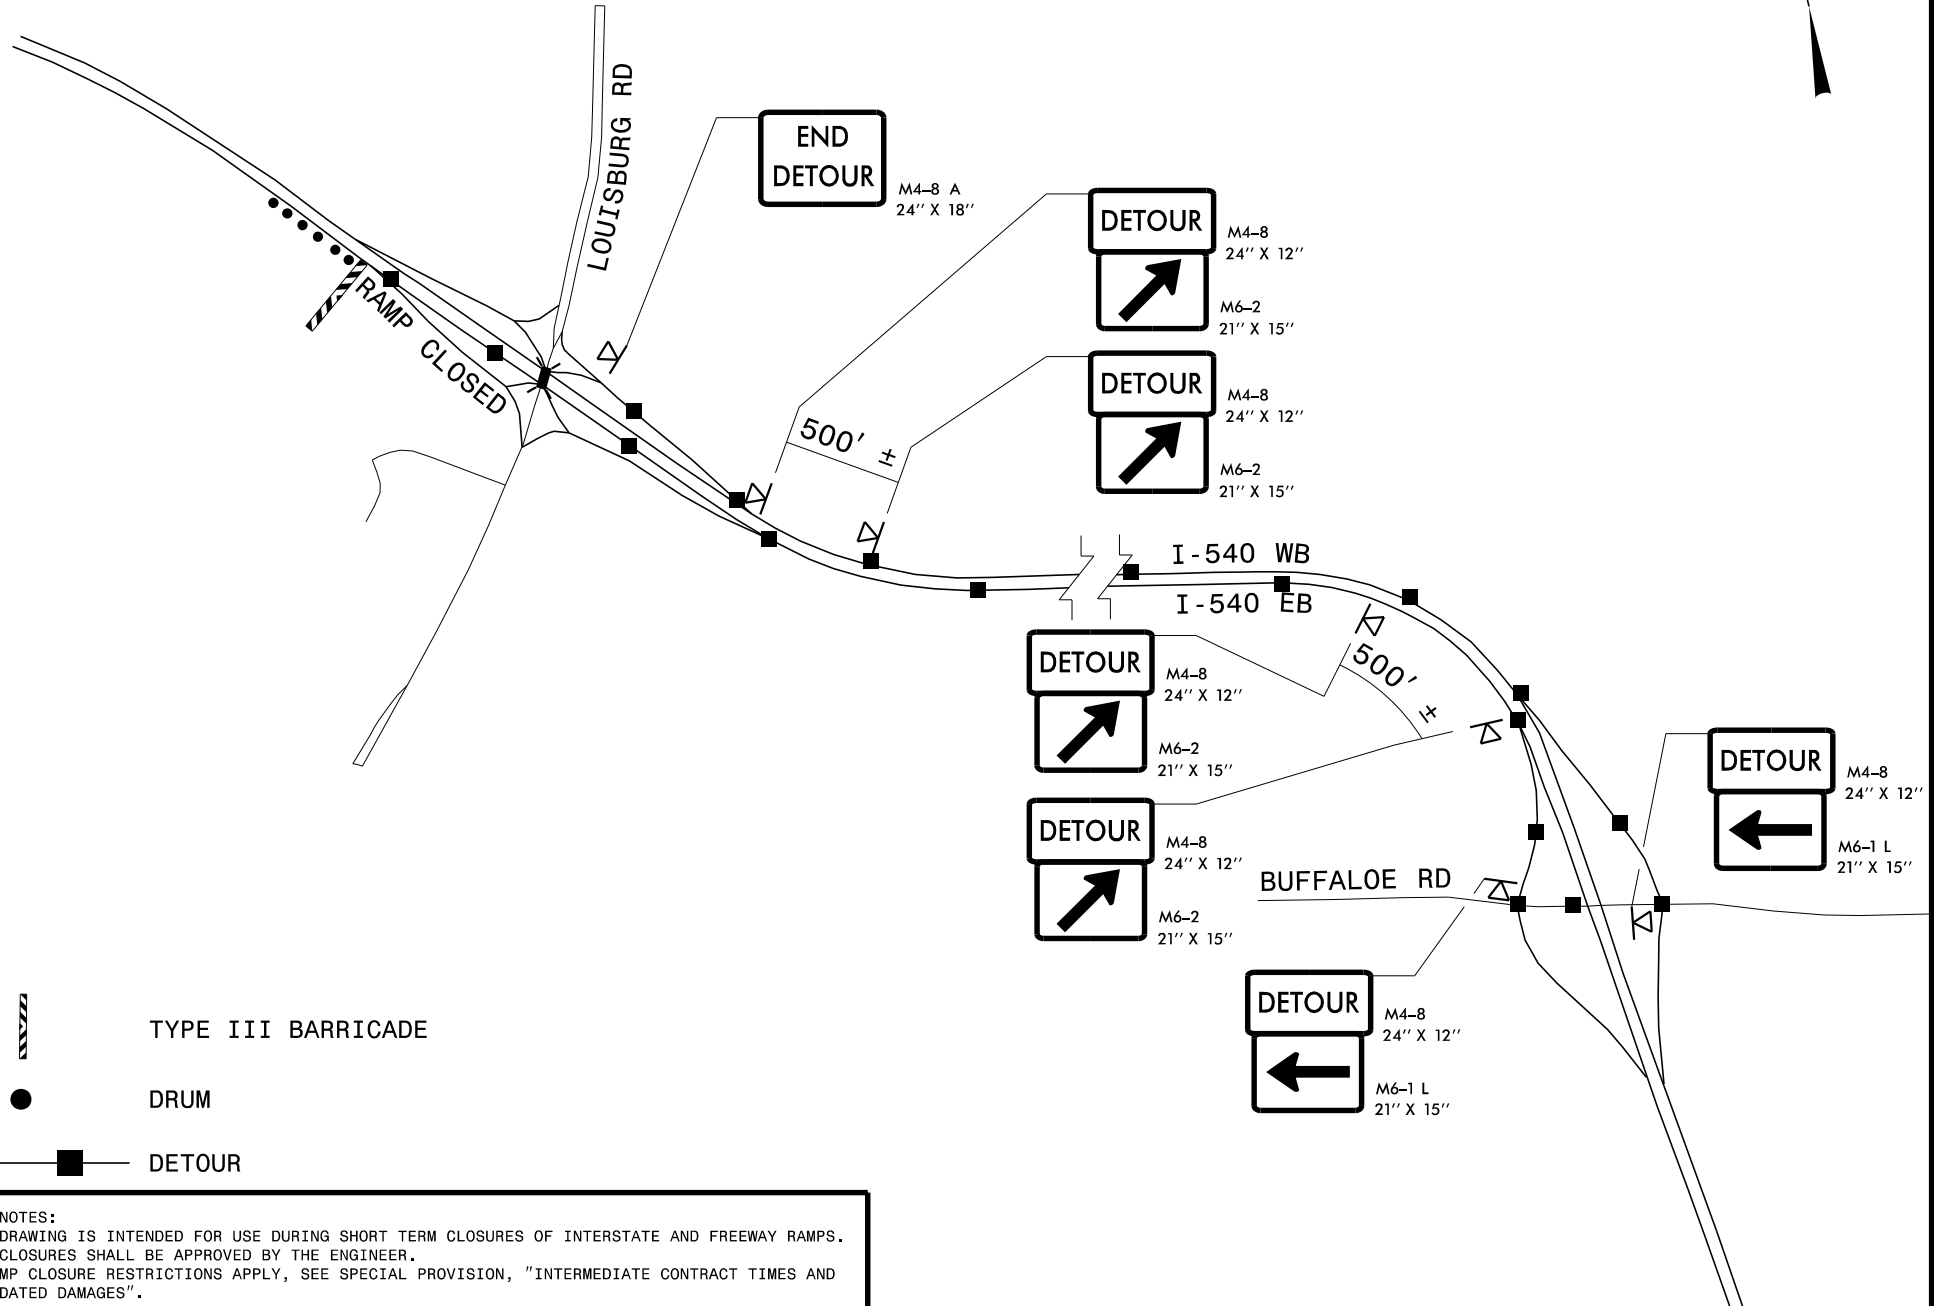 LOUISBURG RD
END
DETOUR
M4-8 A
24'' X 18''
DETOUR
M4-8
24'' X 12''
M6-2
21'' X 15''
DETOUR
M4-8
24'' X 12''
M6-2
21'' X 15''
RAMP CLOSED
500' ±
I-540 WB
I-540 EB
DETOUR
M4-8
24'' X 12''
M6-2
21'' X 15''
500' ±
DETOUR
M4-8
24'' X 12''
M6-2
21'' X 15''
DETOUR
M4-8
24'' X 12''
M6-1 L
21'' X 15''
BUFFALOE RD
DETOUR
M4-8
24'' X 12''
M6-1 L
21'' X 15''
TYPE III BARRICADE
DRUM
DETOUR
NOTES:
DRAWING IS INTENDED FOR USE DURING SHORT TERM CLOSURES OF INTERSTATE AND FREEWAY RAMPS.
CLOSURES SHALL BE APPROVED BY THE ENGINEER.
MP CLOSURE RESTRICTIONS APPLY, SEE SPECIAL PROVISION, "INTERMEDIATE CONTRACT TIMES AND
DATED DAMAGES".